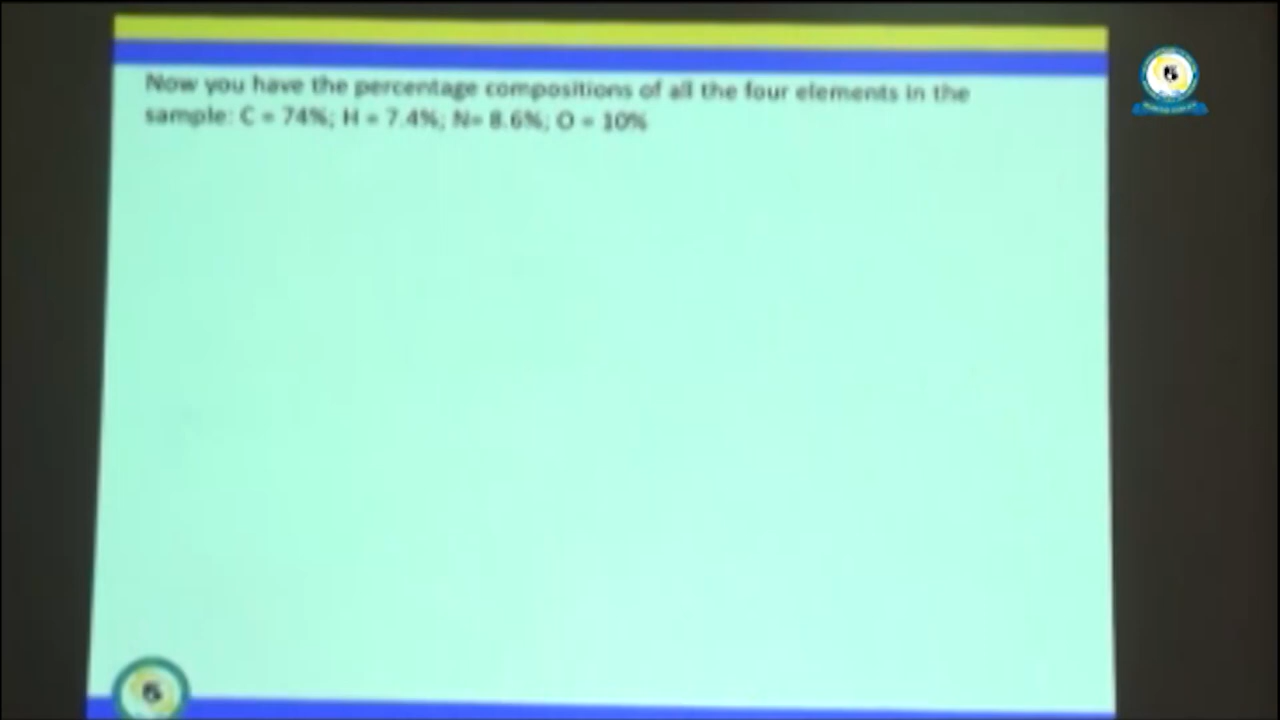 Now you have the percentage compositions of all the four elements in the
sample: C = 74%; H = 7.4%; N= 8.6%; O = 10%